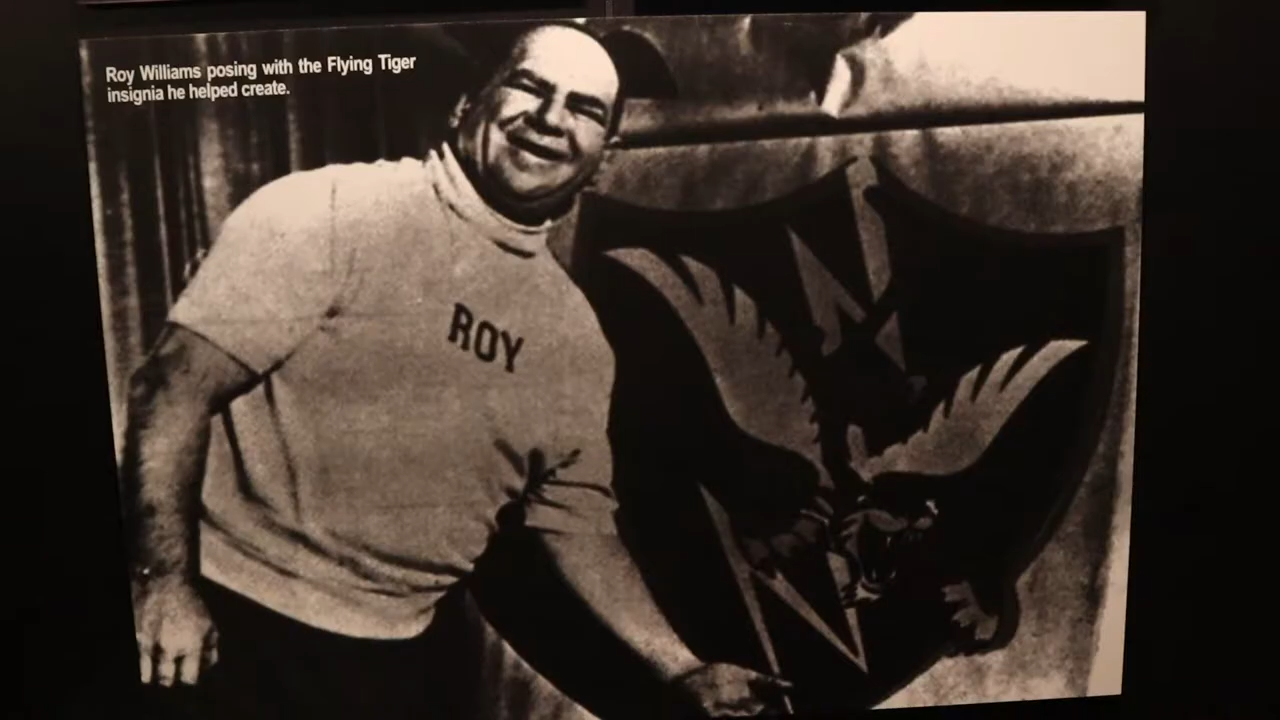 Roy Williams posing with the Flying Tiger
insignia he helped create.
ROY